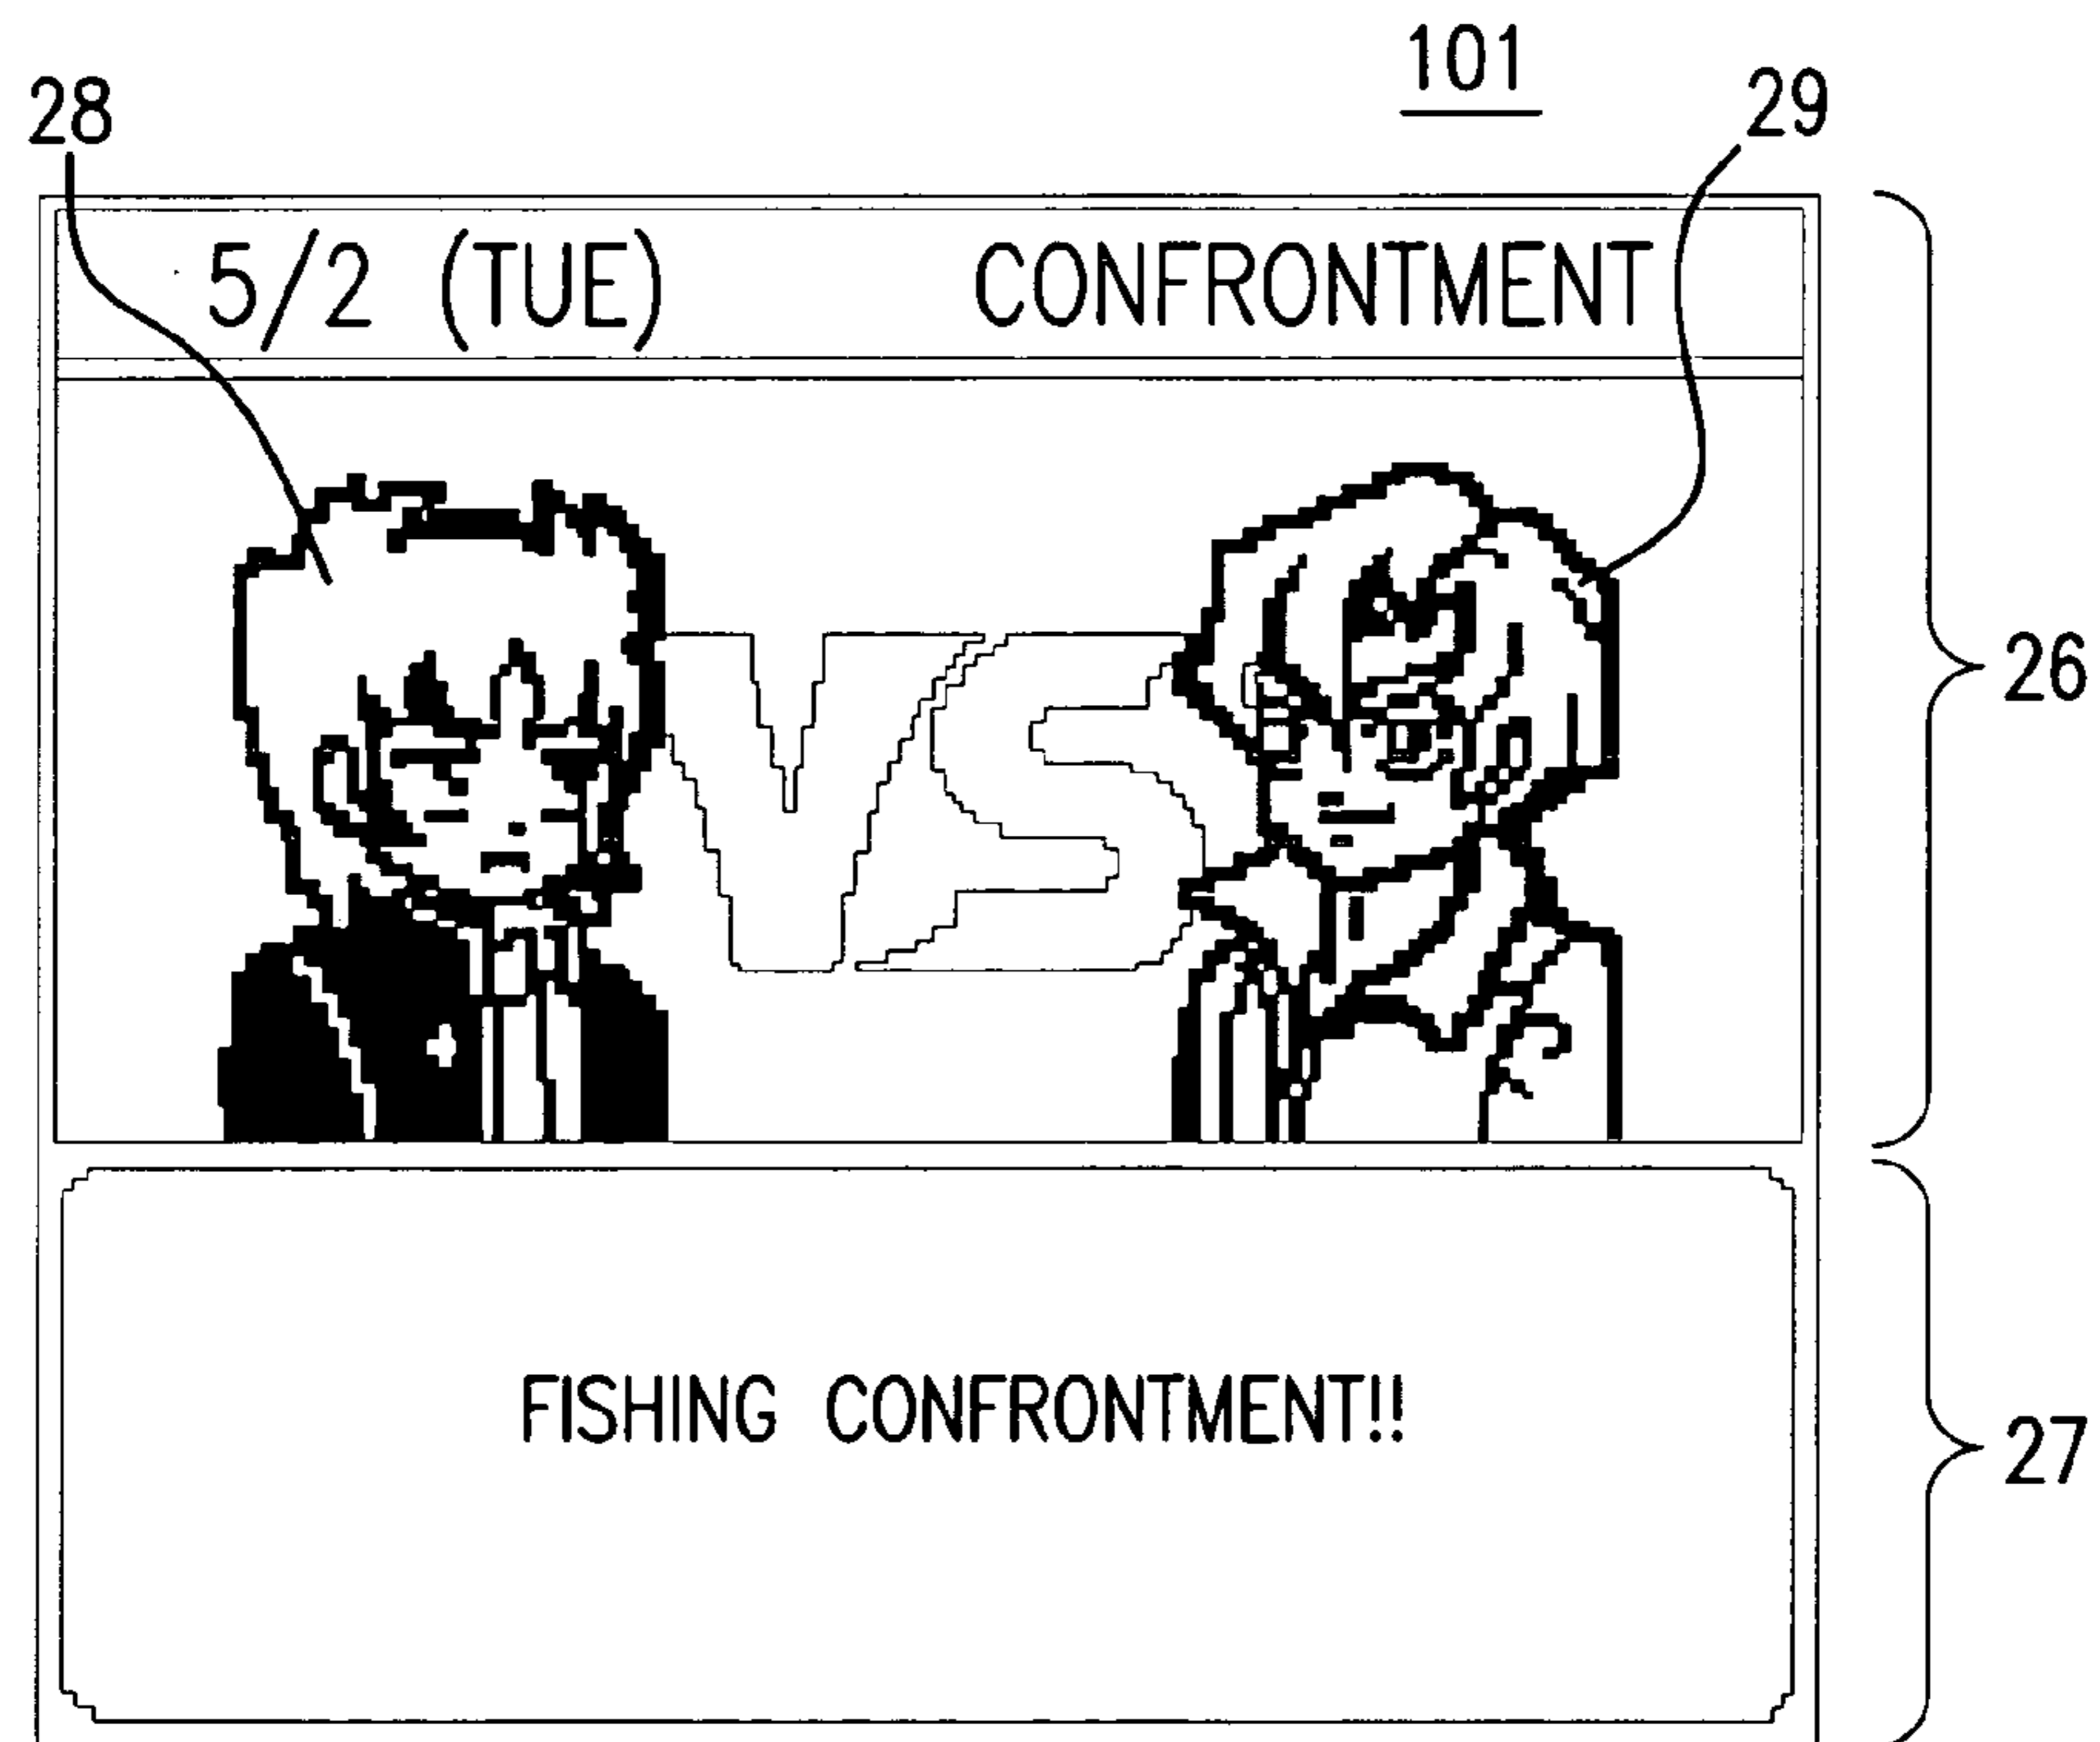 101
28
29
5/2 (TUE) CONFRONTMENT
VS
26
FISHING CONFRONTMENT!!
27